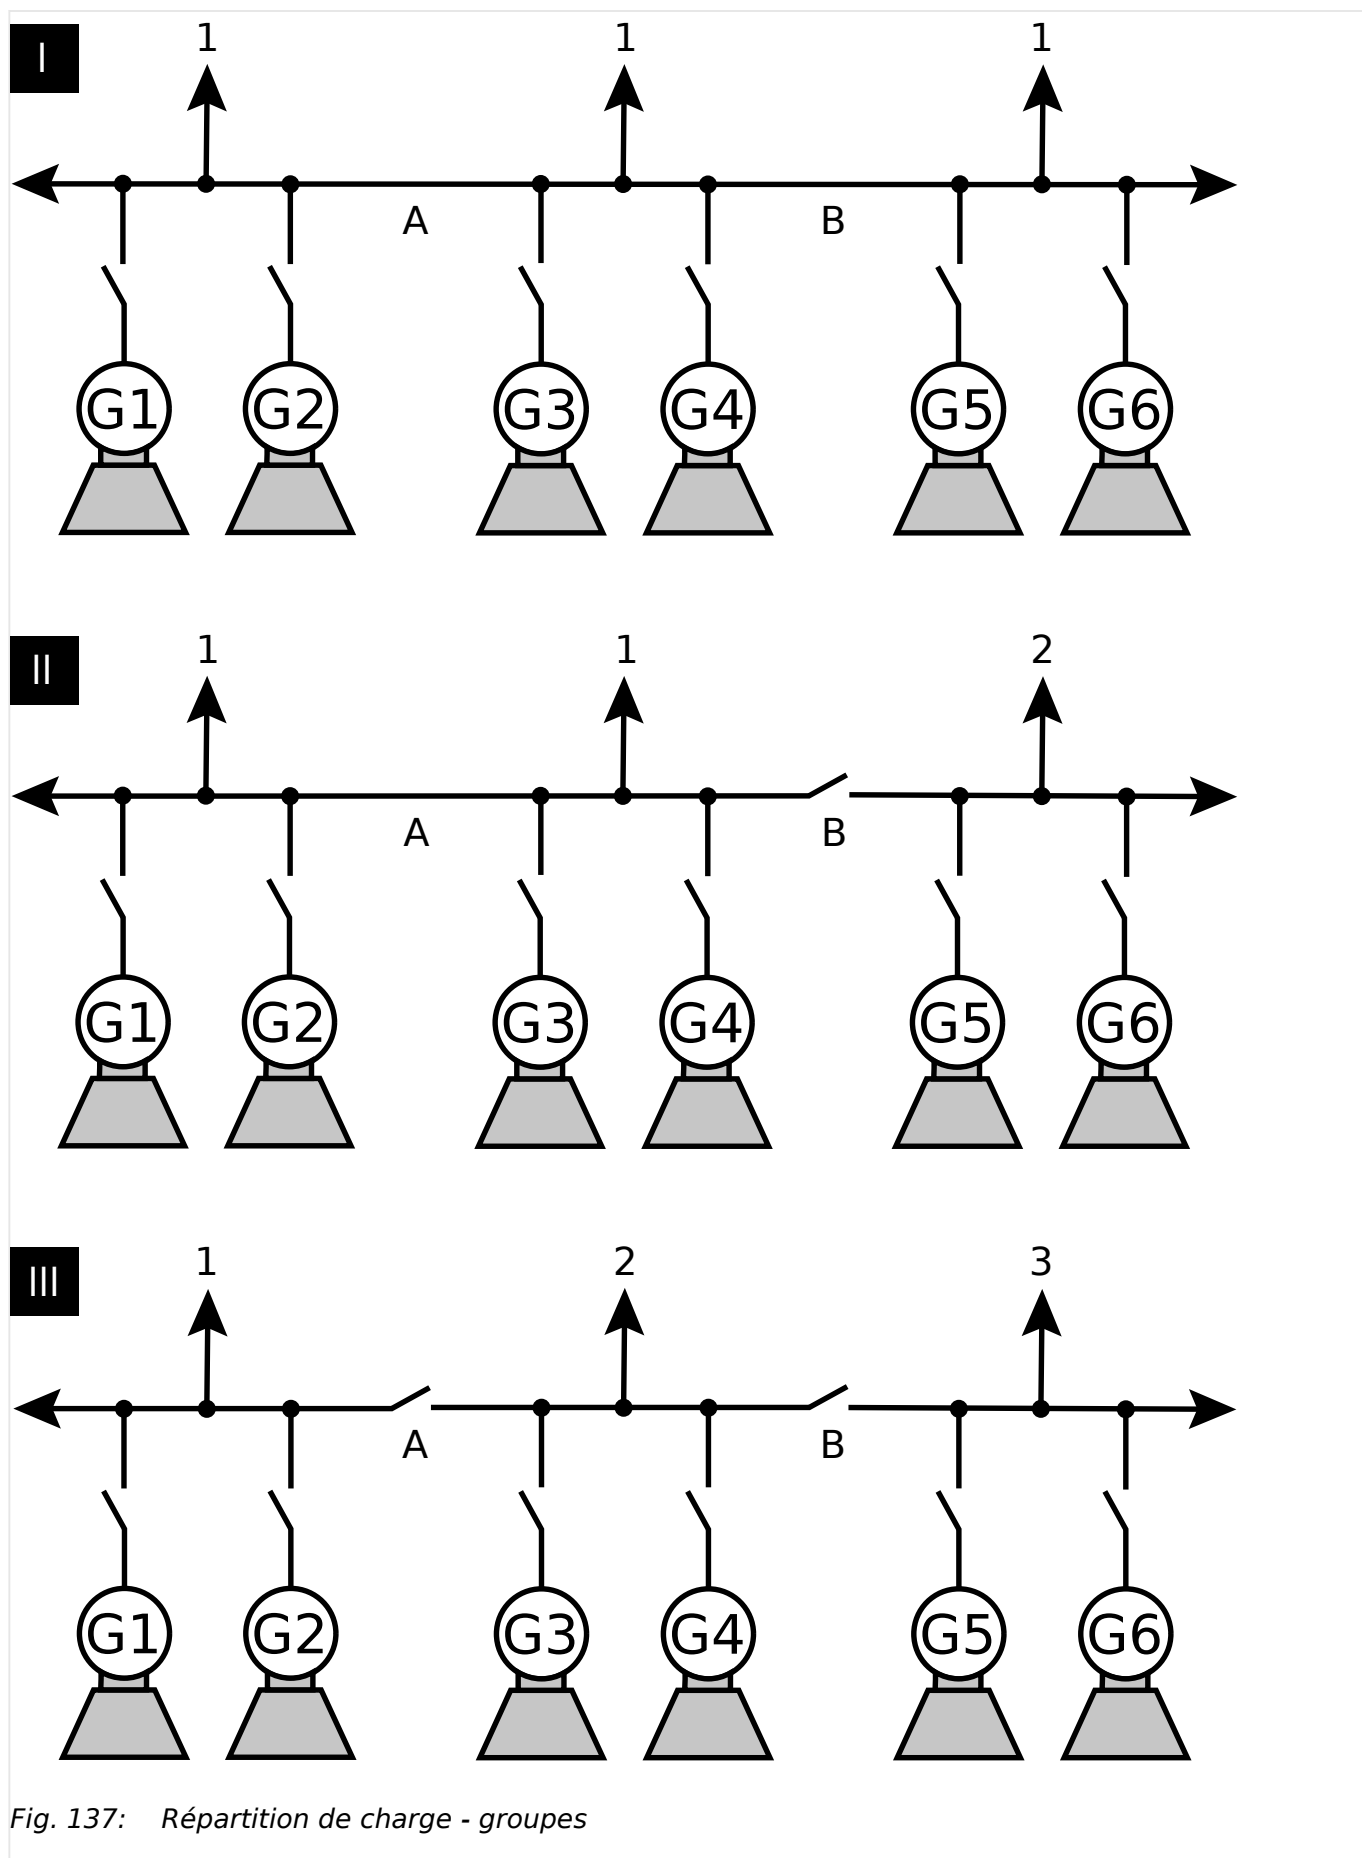 I
1 1 1
A B
G1 G2 G3 G4 G5 G6
II
1 1 2
A B
G1 G2 G3 G4 G5 G6
III
1 2 3
A B
G1 G2 G3 G4 G5 G6
Fig. 137: Répartition de charge - groupes